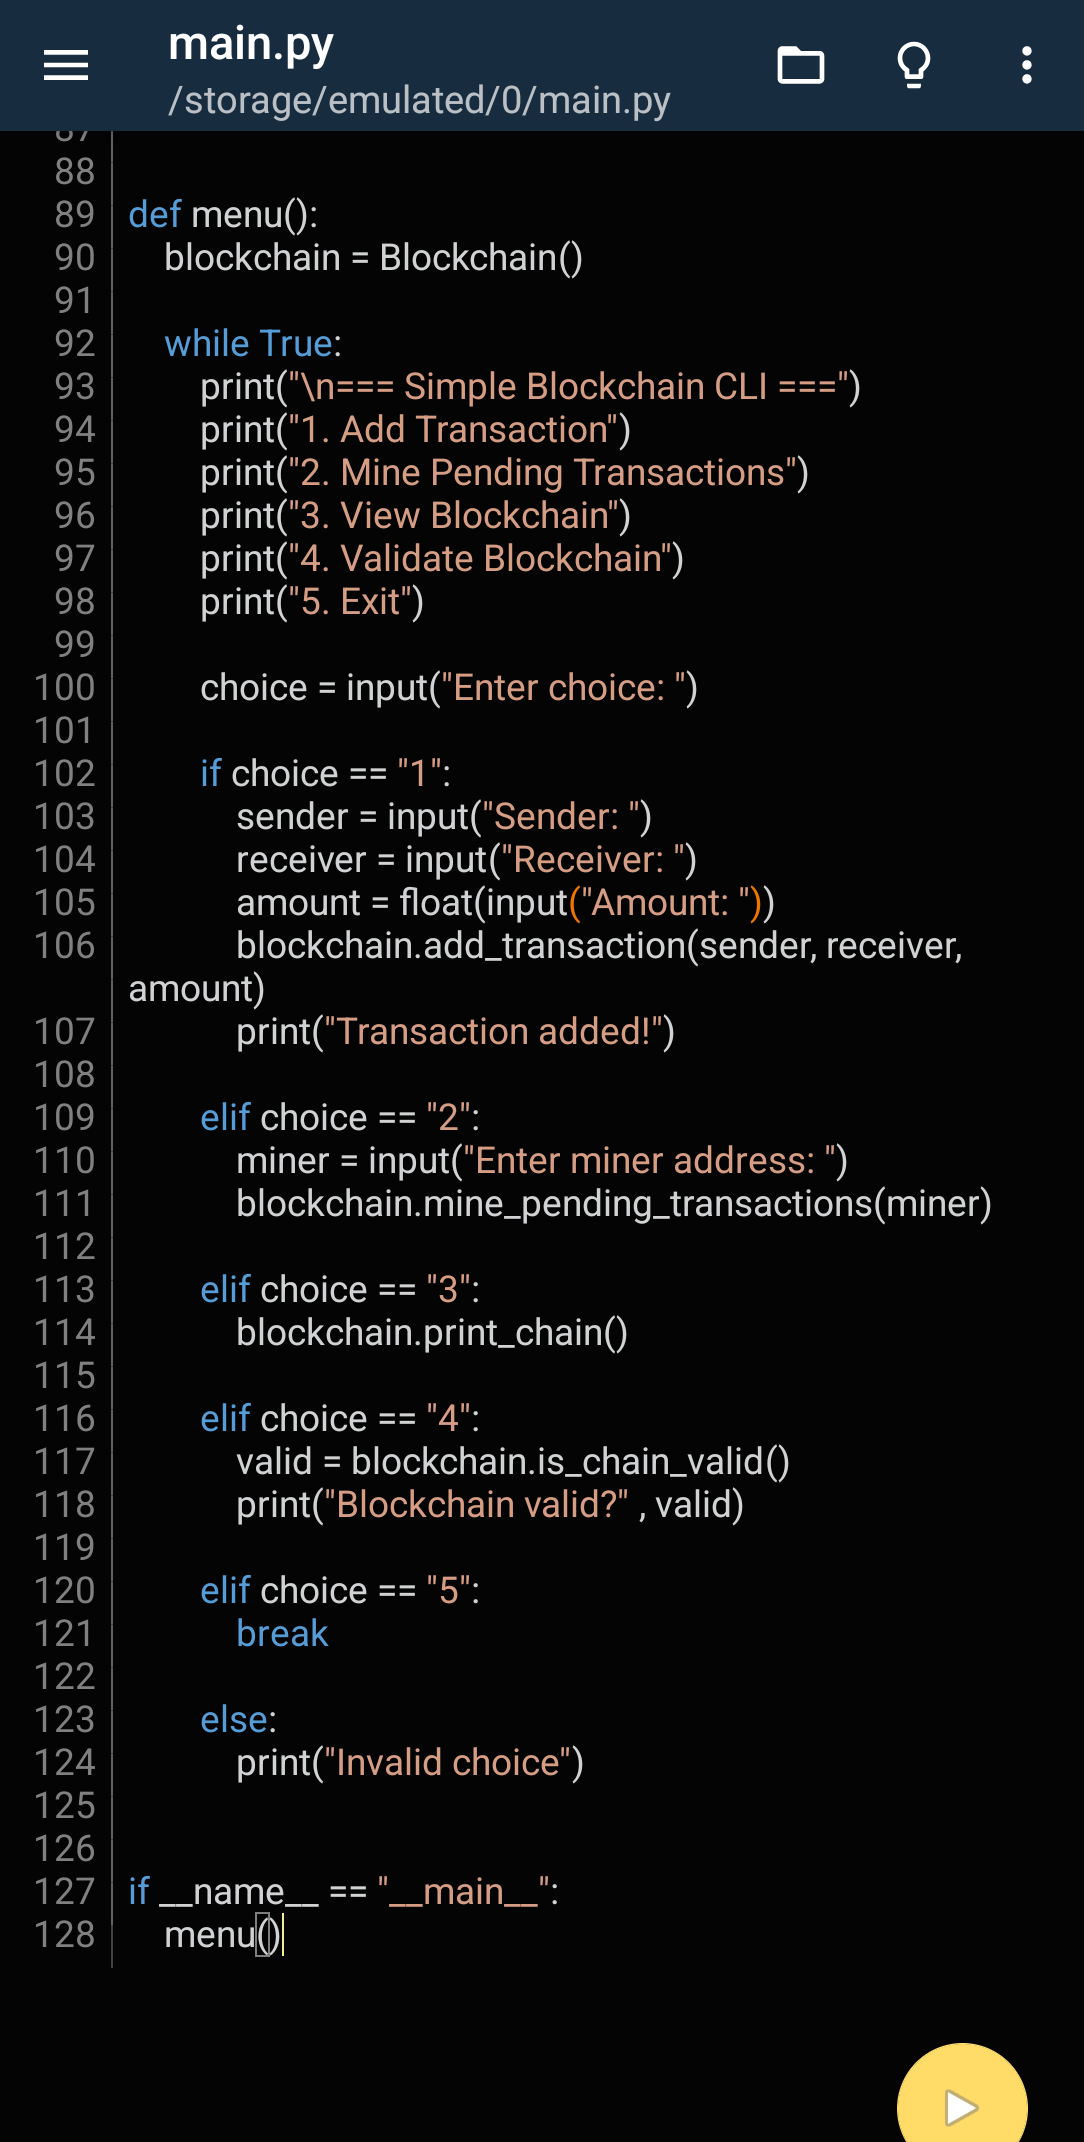 main.py
/storage/emulated/0/main.py
87
88
89 def menu():
90     blockchain = Blockchain()
91
92     while True:
93         print("\n=== Simple Blockchain CLI ===")
94         print("1. Add Transaction")
95         print("2. Mine Pending Transactions")
96         print("3. View Blockchain")
97         print("4. Validate Blockchain")
98         print("5. Exit")
99
100         choice = input("Enter choice: ")
101
102         if choice == "1":
103             sender = input("Sender: ")
104             receiver = input("Receiver: ")
105             amount = float(input("Amount: "))
106             blockchain.add_transaction(sender, receiver,
amount)
107             print("Transaction added!")
108
109         elif choice == "2":
110             miner = input("Enter miner address: ")
111             blockchain.mine_pending_transactions(miner)
112
113         elif choice == "3":
114             blockchain.print_chain()
115
116         elif choice == "4":
117             valid = blockchain.is_chain_valid()
118             print("Blockchain valid?" , valid)
119
120         elif choice == "5":
121             break
122
123         else:
124             print("Invalid choice")
125
126
127 if __name__ == "__main__":
128     menu()